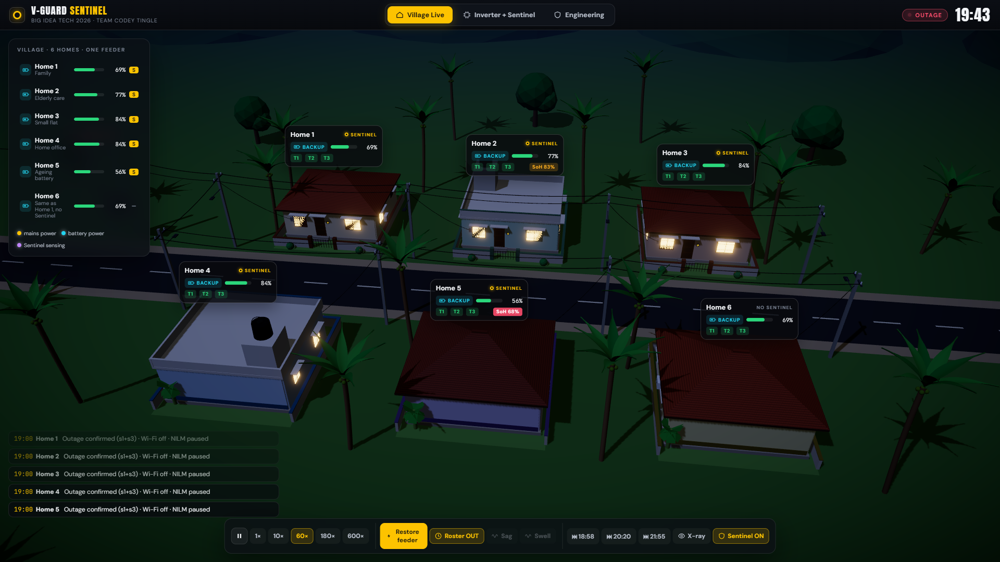 V-GUARD SENTINEL
BIG IDEA TECH 2026 · TEAM CODEY TINGLE
Village Live
Inverter + Sentinel
Engineering
OUTAGE
19:43
VILLAGE · 6 HOMES · ONE FEEDER
Home 1
Family
69%
S
Home 2
Elderly care
77%
S
Home 3
Small flat
84%
S
Home 4
Home office
84%
S
Home 5
Ageing
battery
56%
S
Home 6
Same as
Home 1, no
Sentinel
69%
–
mains power
battery power
Sentinel sensing
Home 1
SENTINEL
BACKUP
69%
T1 T2 T3
Home 2
SENTINEL
BACKUP
77%
T1 T2 T3
SoH 83%
Home 3
SENTINEL
BACKUP
84%
T1 T2 T3
Home 4
SENTINEL
BACKUP
84%
T1 T2 T3
Home 5
SENTINEL
BACKUP
56%
T1 T2 T3
SoH 68%
Home 6
NO SENTINEL
BACKUP
69%
T1 T2 T3
19:00 Home 1 Outage confirmed (s1+s3) · Wi-Fi off · NILM paused
19:00 Home 2 Outage confirmed (s1+s3) · Wi-Fi off · NILM paused
19:00 Home 3 Outage confirmed (s1+s3) · Wi-Fi off · NILM paused
19:00 Home 4 Outage confirmed (s1+s3) · Wi-Fi off · NILM paused
19:00 Home 5 Outage confirmed (s1+s3) · Wi-Fi off · NILM paused
1×
10×
60×
180×
600×
Restore
feeder
Roster OUT
Sag
Swell
18:58
20:20
21:55
X-ray
Sentinel ON